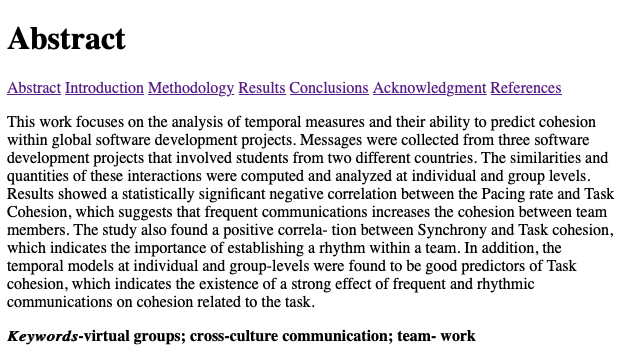 Abstract
Abstract Introduction Methodology Results Conclusions Acknowledgment References
This work focuses on the analysis of temporal measures and their ability to predict cohesion
within global software development projects. Messages were collected from three software
development projects that involved students from two different countries. The similarities and
quantities of these interactions were computed and analyzed at individual and group levels.
Results showed a statistically significant negative correlation between the Pacing rate and Task
Cohesion, which suggests that frequent communications increases the cohesion between team
members. The study also found a positive correla- tion between Synchrony and Task cohesion,
which indicates the importance of establishing a rhythm within a team. In addition, the
temporal models at individual and group-levels were found to be good predictors of Task
cohesion, which indicates the existence of a strong effect of frequent and rhythmic
communications on cohesion related to the task.
Keywords-virtual groups; cross-culture communication; team- work